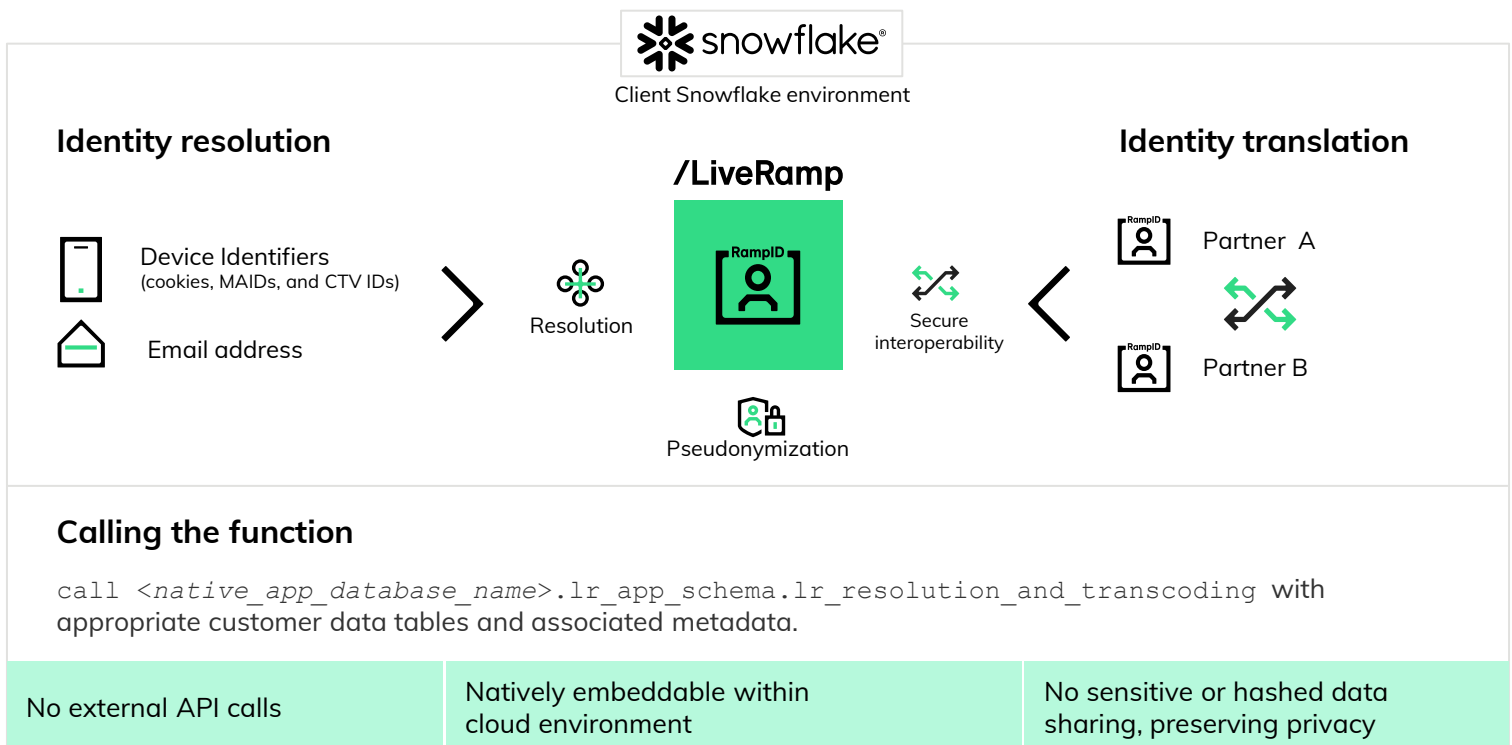 snowflake®
Client Snowflake environment
Identity resolution
Device Identifiers
(cookies, MAIDs, and CTV IDs)
Email address
Resolution
/LiveRamp
RampID
Pseudonymization
Secure
interoperability
Identity translation
RampID
Partner A
RampID
Partner B
Calling the function
call <native_app_database_name>.lr_app_schema.lr_resolution_and_transcoding with
appropriate customer data tables and associated metadata.
No external API calls
Natively embeddable within
cloud environment
No sensitive or hashed data
sharing, preserving privacy